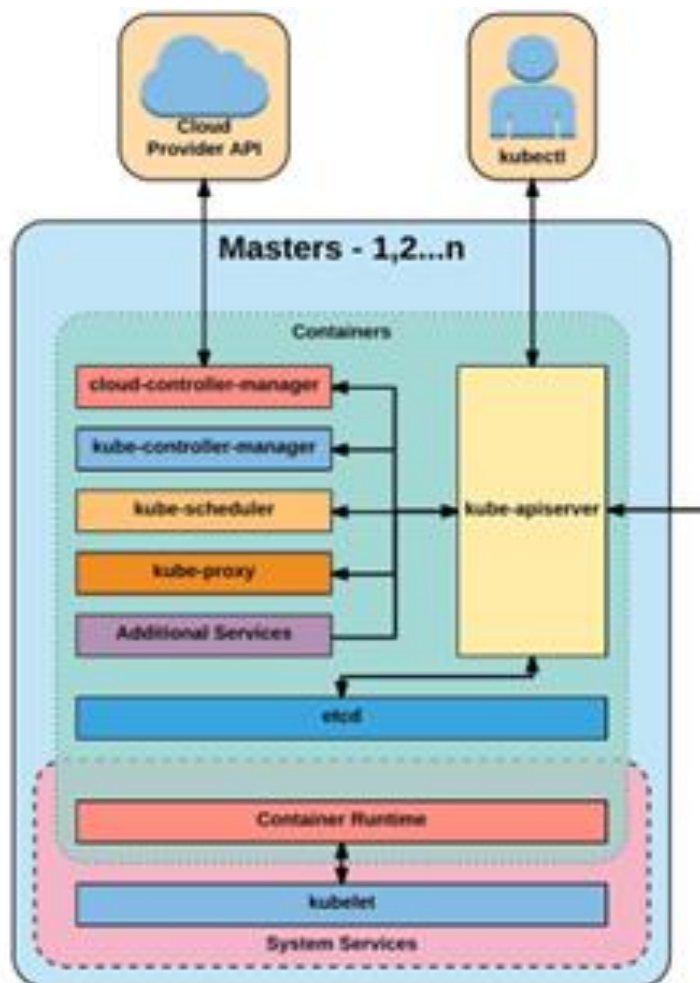 Cloud
Provider API
kubectl
Masters - 1,2...n
Containers
cloud-controller-manager
kube-controller-manager
kube-scheduler
kube-apiserver
kube-proxy
Additional Services
etcd
Container Runtime
kubelet
System Services